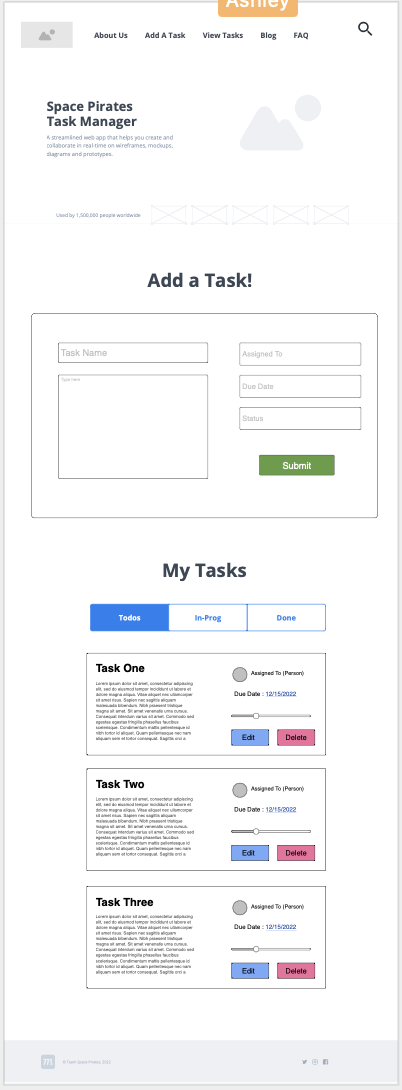 Ashley
About Us Add A Task View Tasks Blog FAQ
Space Pirates
Task Manager
A streamlined web app that helps you create and
collaborate in real-time on wireframes, mockups,
diagrams and prototypes.
Used by 1,500,000 people worldwide
Add a Task!
Task Name
Assigned To
Type here
Due Date
Status
Submit
My Tasks
Todos In-Prog Done
Task One
Lorem ipsum dolor sit amet, consectetur adipiscing
elit, sed do eiusmod tempor incididunt ut labore et
dolore magna aliqua. Vitae aliquet nec ullamcorper
sit amet risus. Sapien nec sagittis aliquam
malesuada bibendum. Nibh praesent tristique
magna sit amet. Sit amet venenatis urna cursus.
Consequat interdum varius sit amet. Commodo sed
egestas egestas fringilla phasellus faucibus
scelerisque. Condimentum mattis pellentesque id
nibh tortor id aliquet. Quam pellentesque nec nam
aliquam sem et tortor consequat. Sagittis orci a
Assigned To (Person)
Due Date : 12/15/2022
Edit Delete
Task Two
Lorem ipsum dolor sit amet, consectetur adipiscing
elit, sed do eiusmod tempor incididunt ut labore et
dolore magna aliqua. Vitae aliquet nec ullamcorper
sit amet risus. Sapien nec sagittis aliquam
malesuada bibendum. Nibh praesent tristique
magna sit amet. Sit amet venenatis urna cursus.
Consequat interdum varius sit amet. Commodo sed
egestas egestas fringilla phasellus faucibus
scelerisque. Condimentum mattis pellentesque id
nibh tortor id aliquet. Quam pellentesque nec nam
aliquam sem et tortor consequat. Sagittis orci a
Assigned To (Person)
Due Date : 12/15/2022
Edit Delete
Task Three
Lorem ipsum dolor sit amet, consectetur adipiscing
elit, sed do eiusmod tempor incididunt ut labore et
dolore magna aliqua. Vitae aliquet nec ullamcorper
sit amet risus. Sapien nec sagittis aliquam
malesuada bibendum. Nibh praesent tristique
magna sit amet. Sit amet venenatis urna cursus.
Consequat interdum varius sit amet. Commodo sed
egestas egestas fringilla phasellus faucibus
scelerisque. Condimentum mattis pellentesque id
nibh tortor id aliquet. Quam pellentesque nec nam
aliquam sem et tortor consequat. Sagittis orci a
Assigned To (Person)
Due Date : 12/15/2022
Edit Delete
m
© Team Space Pirates, 2022.